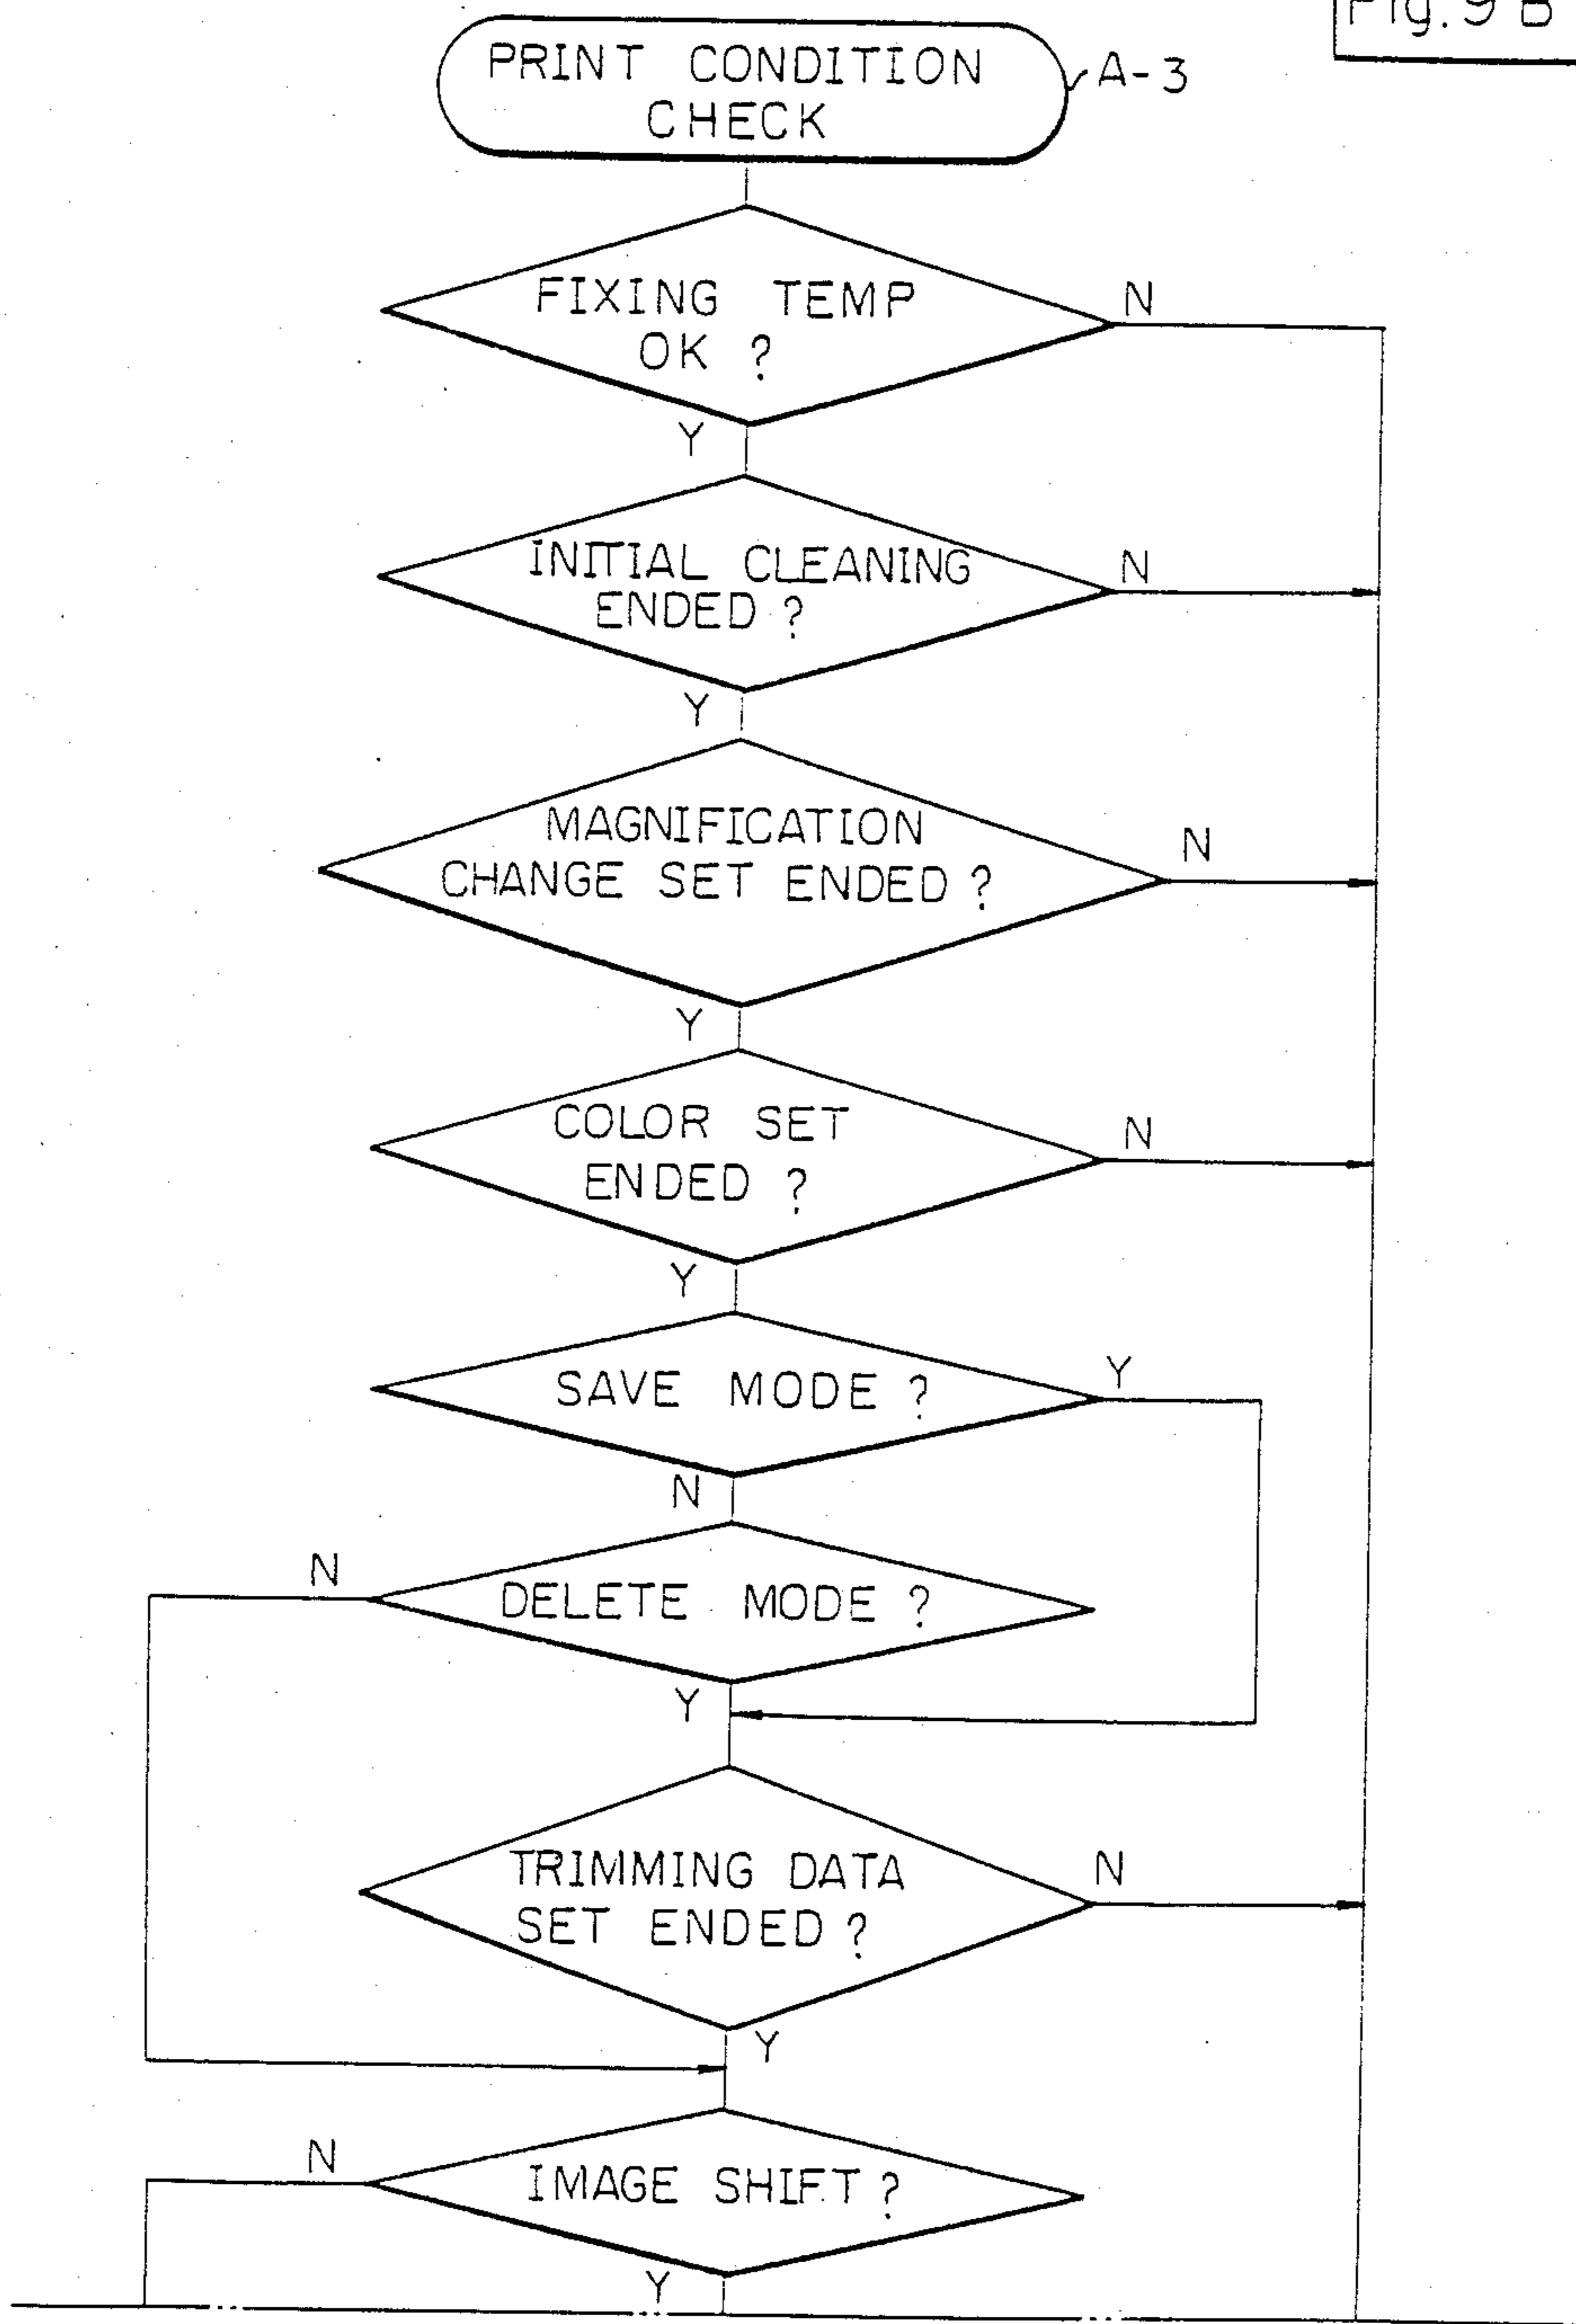 Fig. 9 B
PRINT CONDITION
CHECK
A-3
FIXING TEMP
OK ?
N
Y
INITIAL CLEANING
ENDED ?
N
Y
MAGNIFICATION
CHANGE SET ENDED ?
N
Y
COLOR SET
ENDED ?
N
Y
SAVE MODE ?
Y
N
DELETE MODE ?
N
Y
TRIMMING DATA
SET ENDED ?
N
Y
IMAGE SHIFT ?
N
Y